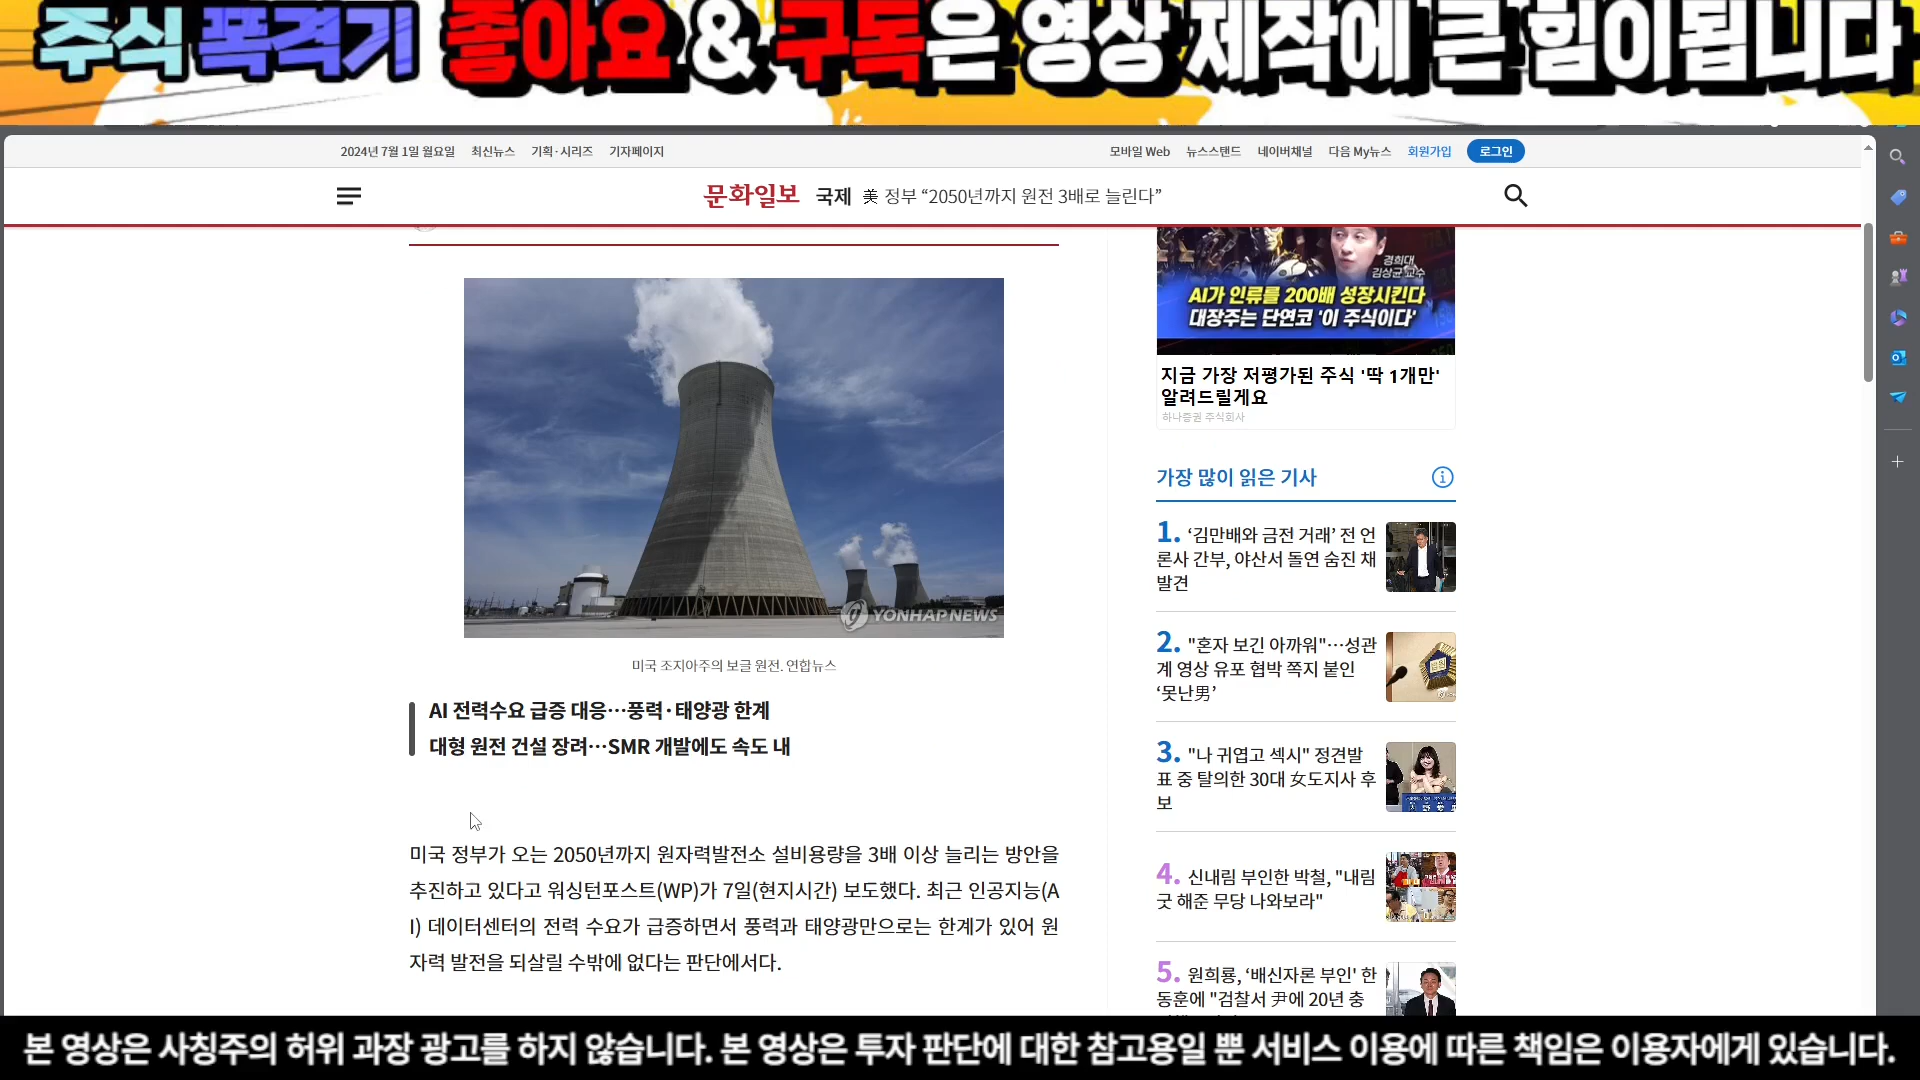 주식 폭격기 좋아요 & 구독은 영상 제작에 큰 힘이됩니다
2024년 7월 1일 월요일 최신뉴스 기획·시리즈 기자페이지
모바일 Web 뉴스스탠드 네이버채널 다음 My뉴스 회원가입 로그인
문화일보 국제 美 정부 “2050년까지 원전 3배로 늘린다”
YONHAP NEWS
미국 조지아주의 보글 원전. 연합뉴스
AI 전력수요 급증 대응…풍력·태양광 한계
대형 원전 건설 장려…SMR 개발에도 속도 내
미국 정부가 오는 2050년까지 원자력발전소 설비용량을 3배 이상 늘리는 방안을
추진하고 있다고 워싱턴포스트(WP)가 7일(현지시간) 보도했다. 최근 인공지능(A
I) 데이터센터의 전력 수요가 급증하면서 풍력과 태양광만으로는 한계가 있어 원
자력 발전을 되살릴 수밖에 없다는 판단에서다.
경희대
김상균 교수
AI가 인류를 200배 성장시킨다
대장주는 단연코 '이 주식이다'
지금 가장 저평가된 주식 '딱 1개만'
알려드릴게요
하나증권 주식회사
가장 많이 읽은 기사
1. ‘김만배와 금전 거래’ 전 언
론사 간부, 야산서 돌연 숨진 채
발견
2. "혼자 보긴 아까워"…성관
계 영상 유포 협박 쪽지 붙인
‘못난男’
3. "나 귀엽고 섹시" 정견발
표 중 탈의한 30대 女도지사 후
보
4. 신내림 부인한 박철, "내림
굿 해준 무당 나와보라"
5. 원희룡, ‘배신자론 부인' 한
동훈에 "검찰서 尹에 20년 충
본 영상은 사칭주의 허위 과장 광고를 하지 않습니다. 본 영상은 투자 판단에 대한 참고용일 뿐 서비스 이용에 따른 책임은 이용자에게 있습니다.